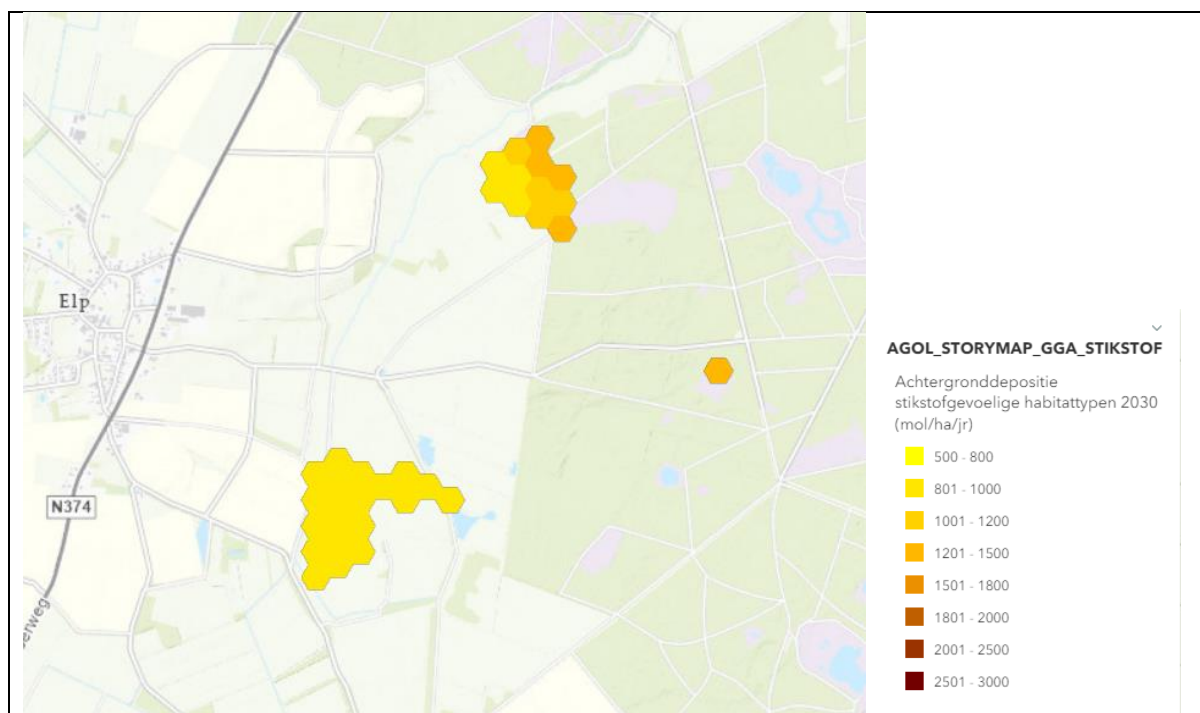 Elp
N374
erweg
AGOL_STORYMAP_GGA_STIKSTOF
Achtergronddepositie
stikstofgevoelige habitattypen 2030
(mol/ha/jr)
500 - 800
801 - 1000
1001 - 1200
1201 - 1500
1501 - 1800
1801 - 2000
2001 - 2500
2501 - 3000